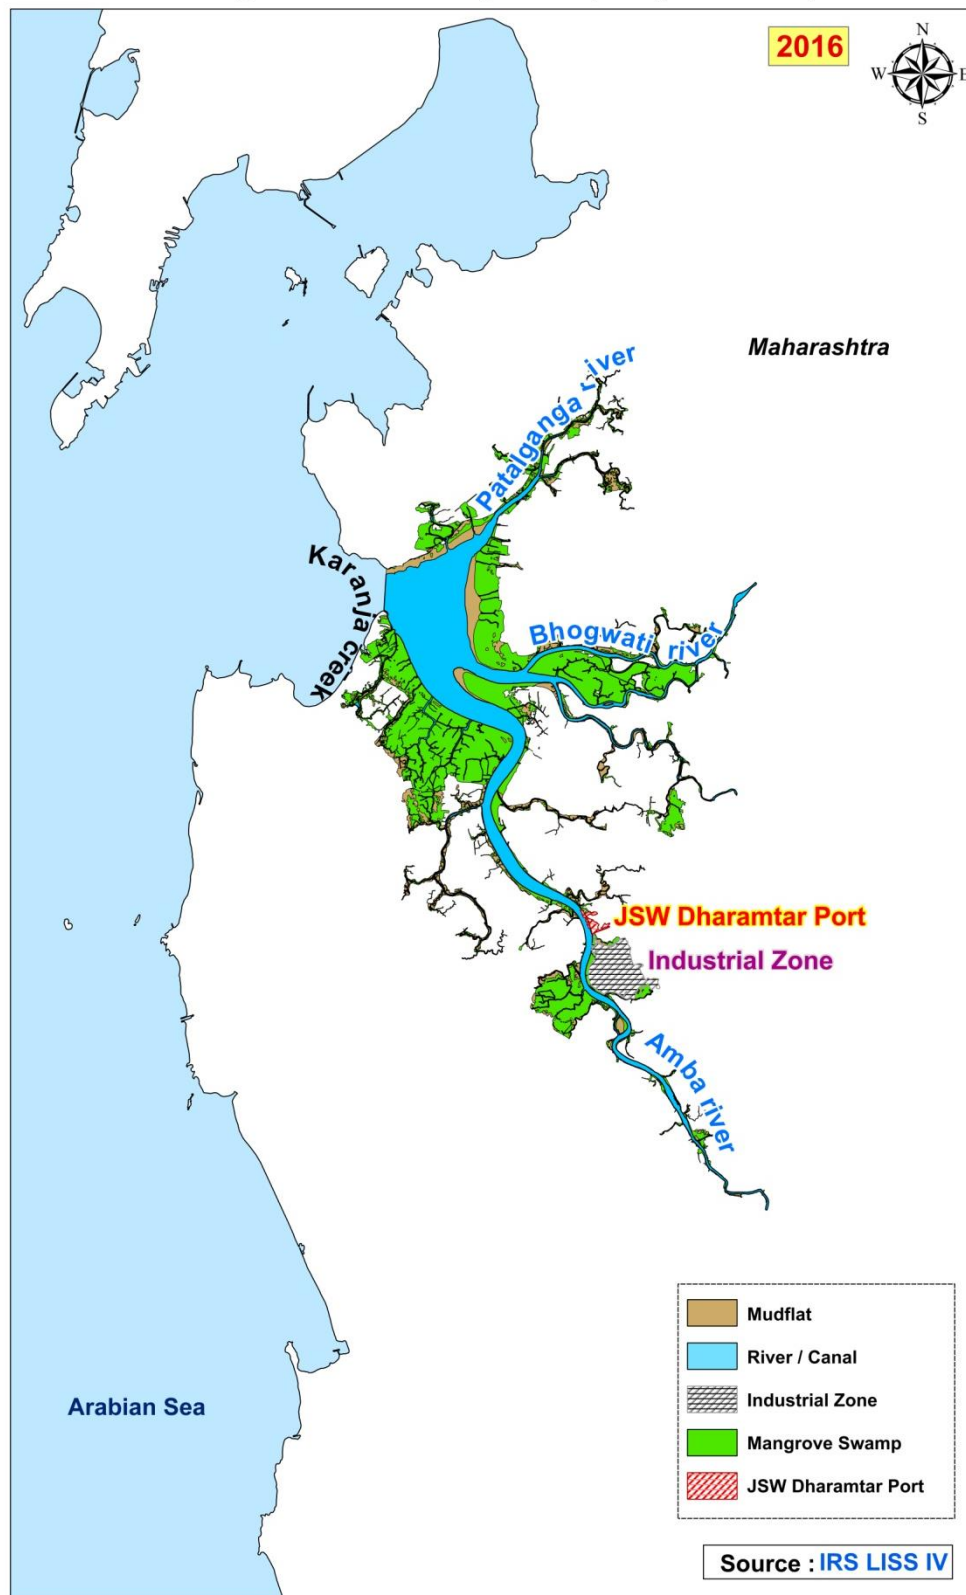 2016
N
W E
S
Maharashtra
Patalganga River
Karanja creek
Bhogwati river
JSW Dharamtar Port
Industrial Zone
Amba river
Mudflat
River / Canal
Industrial Zone
Arabian Sea
Mangrove Swamp
JSW Dharamtar Port
Source : IRS LISS IV